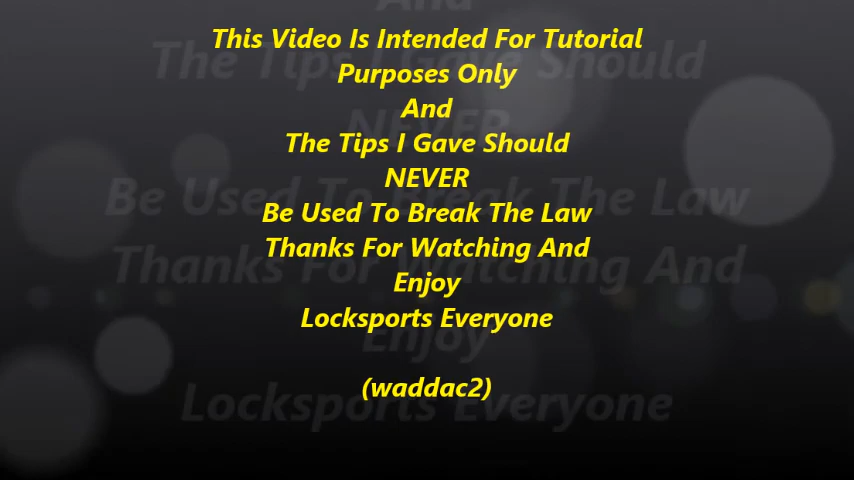 This Video Is Intended For Tutorial
Purposes Only
And
The Tips I Gave Should
NEVER
Be Used To Break The Law
Thanks For Watching And
Enjoy
Locksports Everyone
(waddac2)